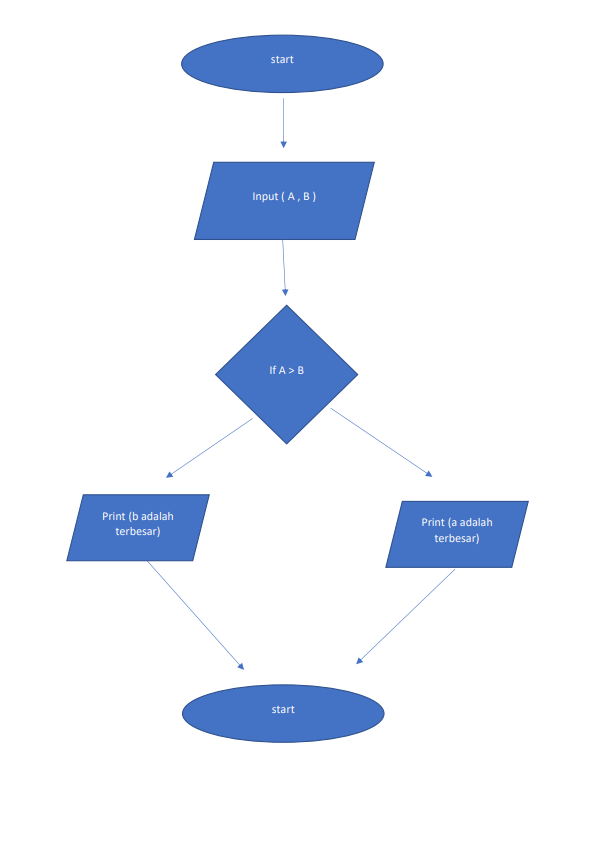 start
Input ( A , B )
If A > B
Print (b adalah
terbesar)
Print (a adalah
terbesar)
start